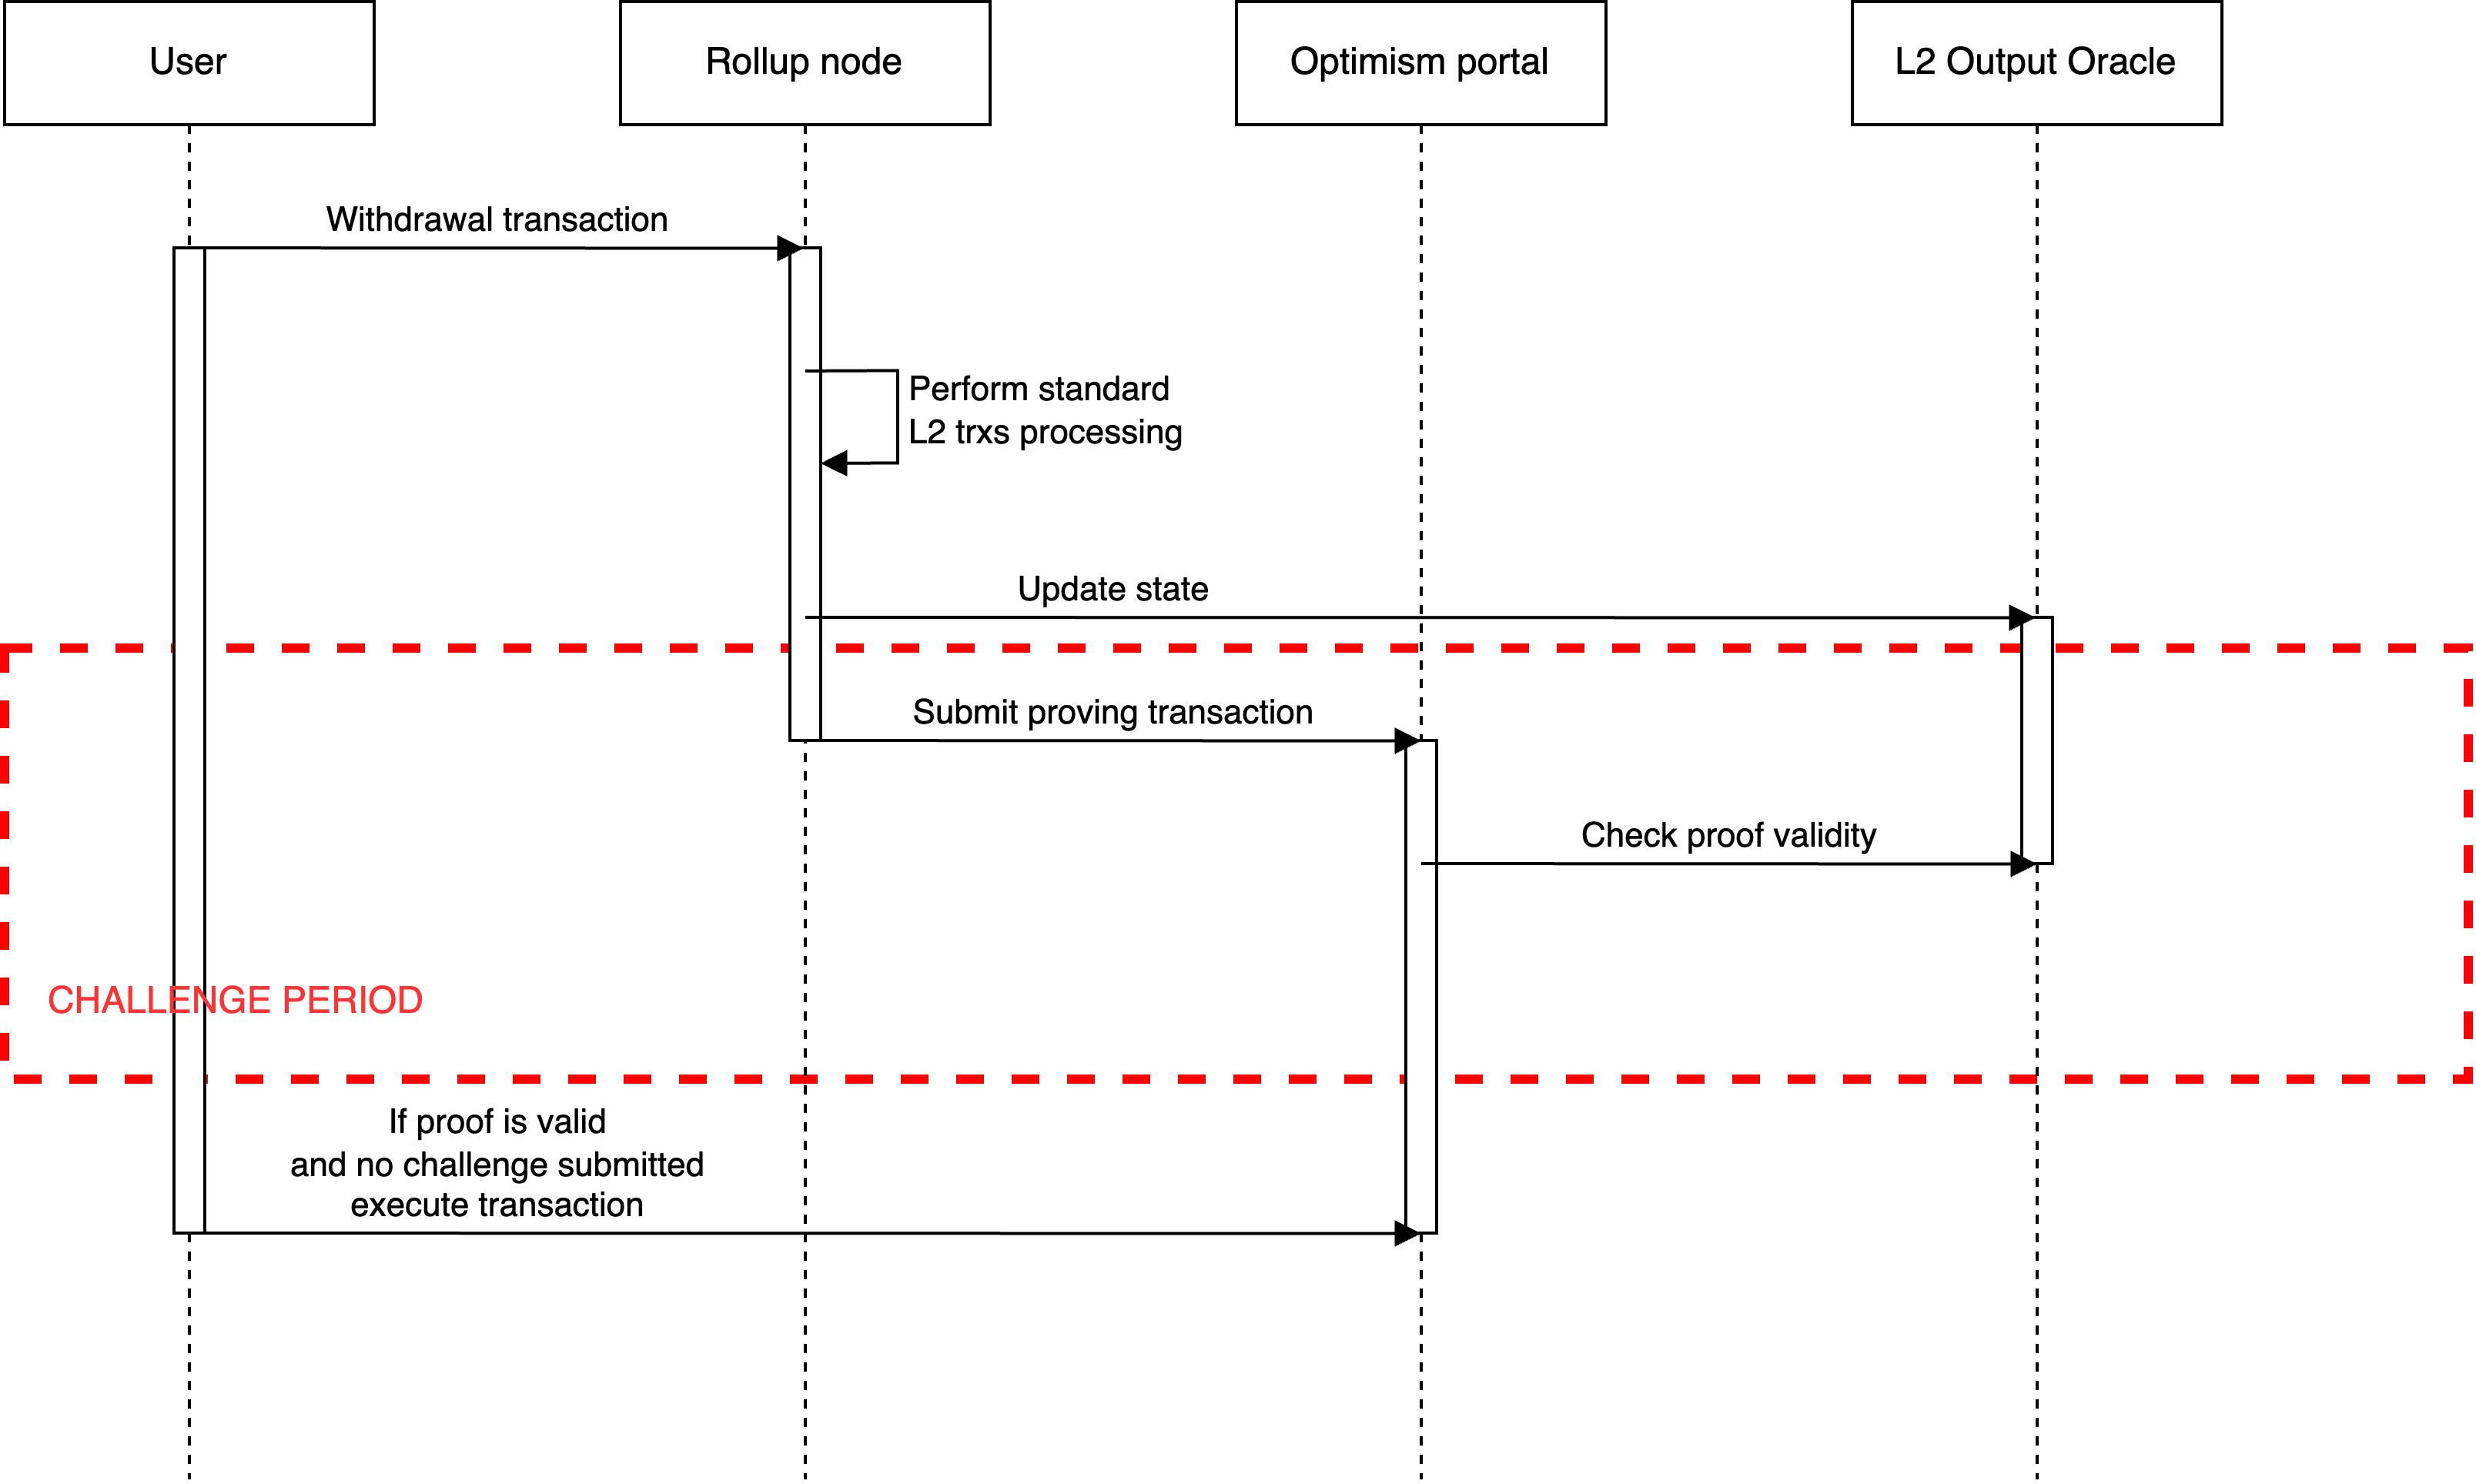 User
Rollup node
Optimism portal
L2 Output Oracle
Withdrawal transaction
Perform standard
L2 trxs processing
Update state
Submit proving transaction
Check proof validity
CHALLENGE PERIOD
If proof is valid
and no challenge submitted
execute transaction